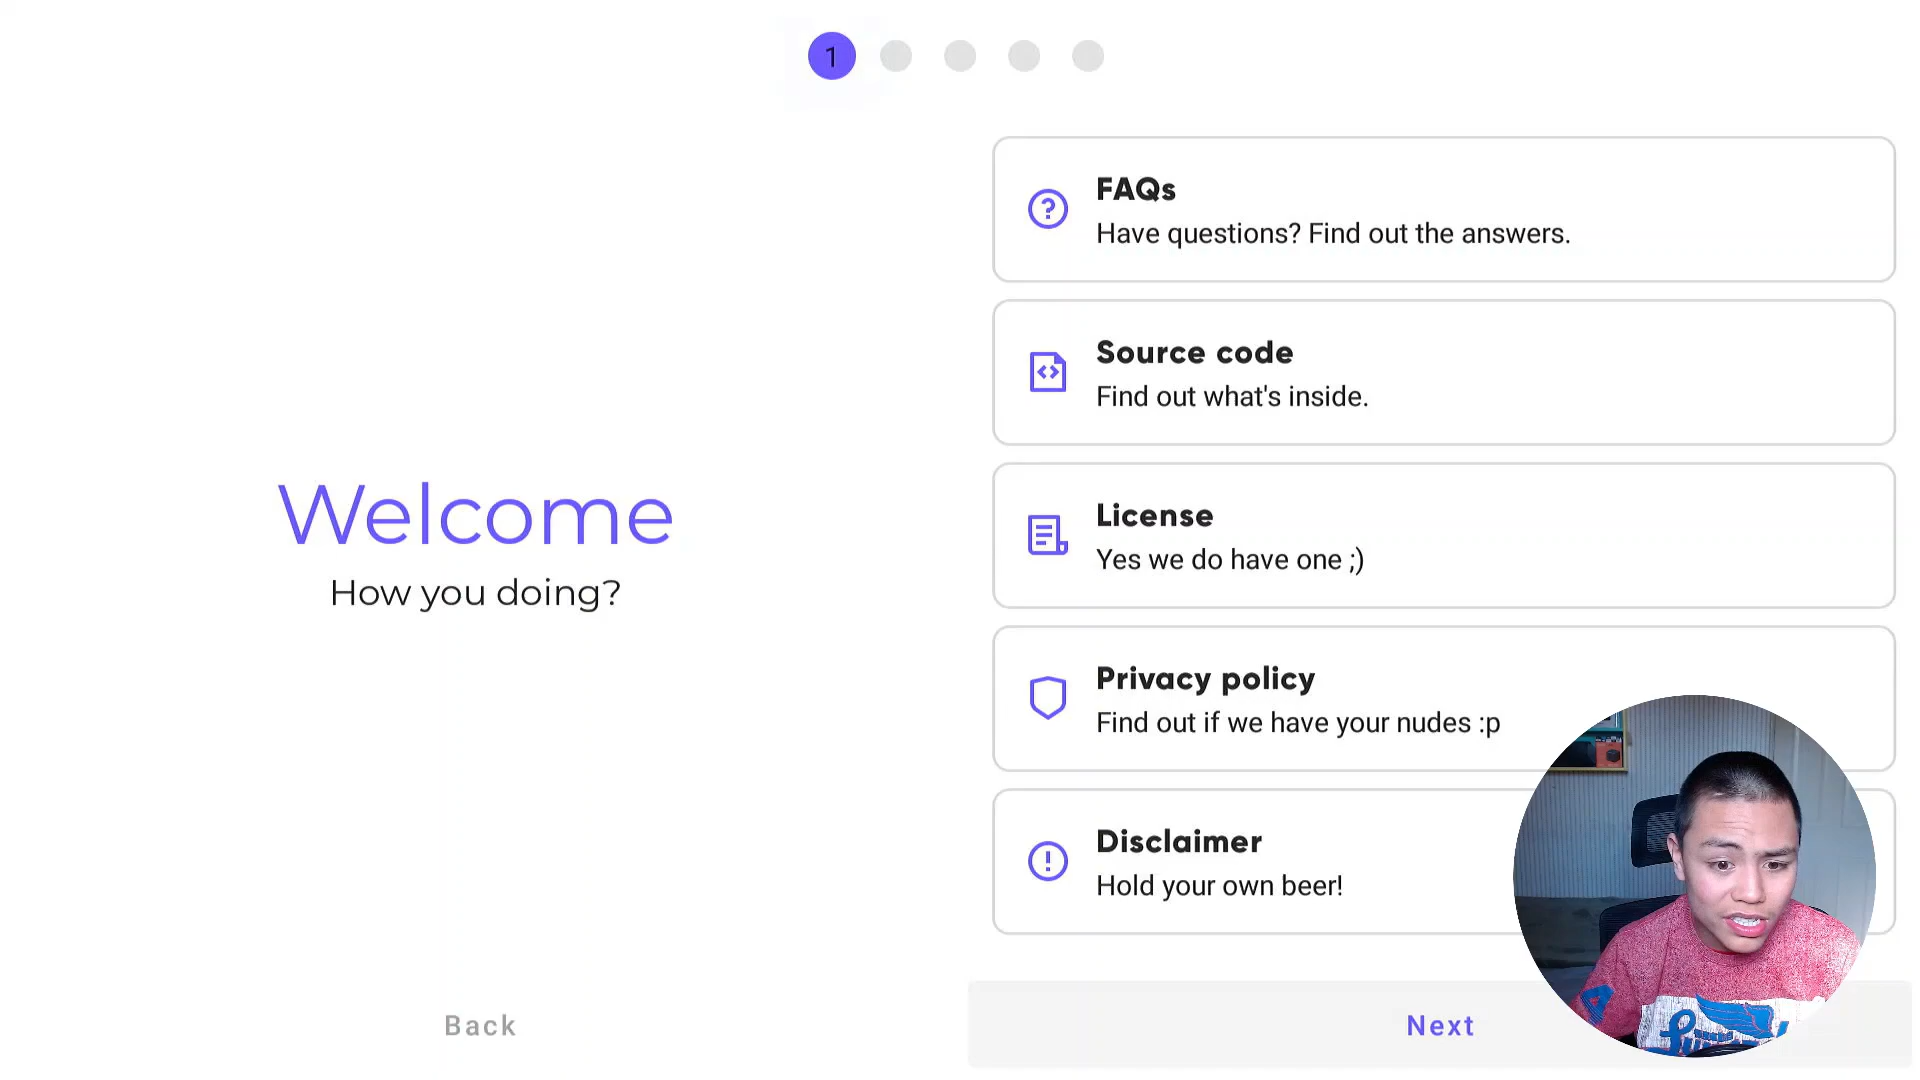 1
FAQs
Have questions? Find out the answers.
Source code
Find out what's inside.
License
Yes we do have one ;)
Welcome
How you doing?
Privacy policy
Find out if we have your nudes :p
Disclaimer
Hold your own beer!
Back
Next